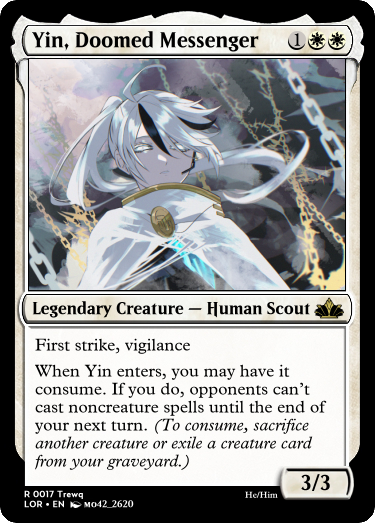 Yin, Doomed Messenger 1
Legendary Creature — Human Scout
First strike, vigilance
When Yin enters, you may have it
consume. If you do, opponents can't
cast noncreature spells until the end of
your next turn. (To consume, sacrifice
another creature or exile a creature card
from your graveyard.)
3/3
R 0017 Trewq
LOR • EN MO42_2620
He/Him